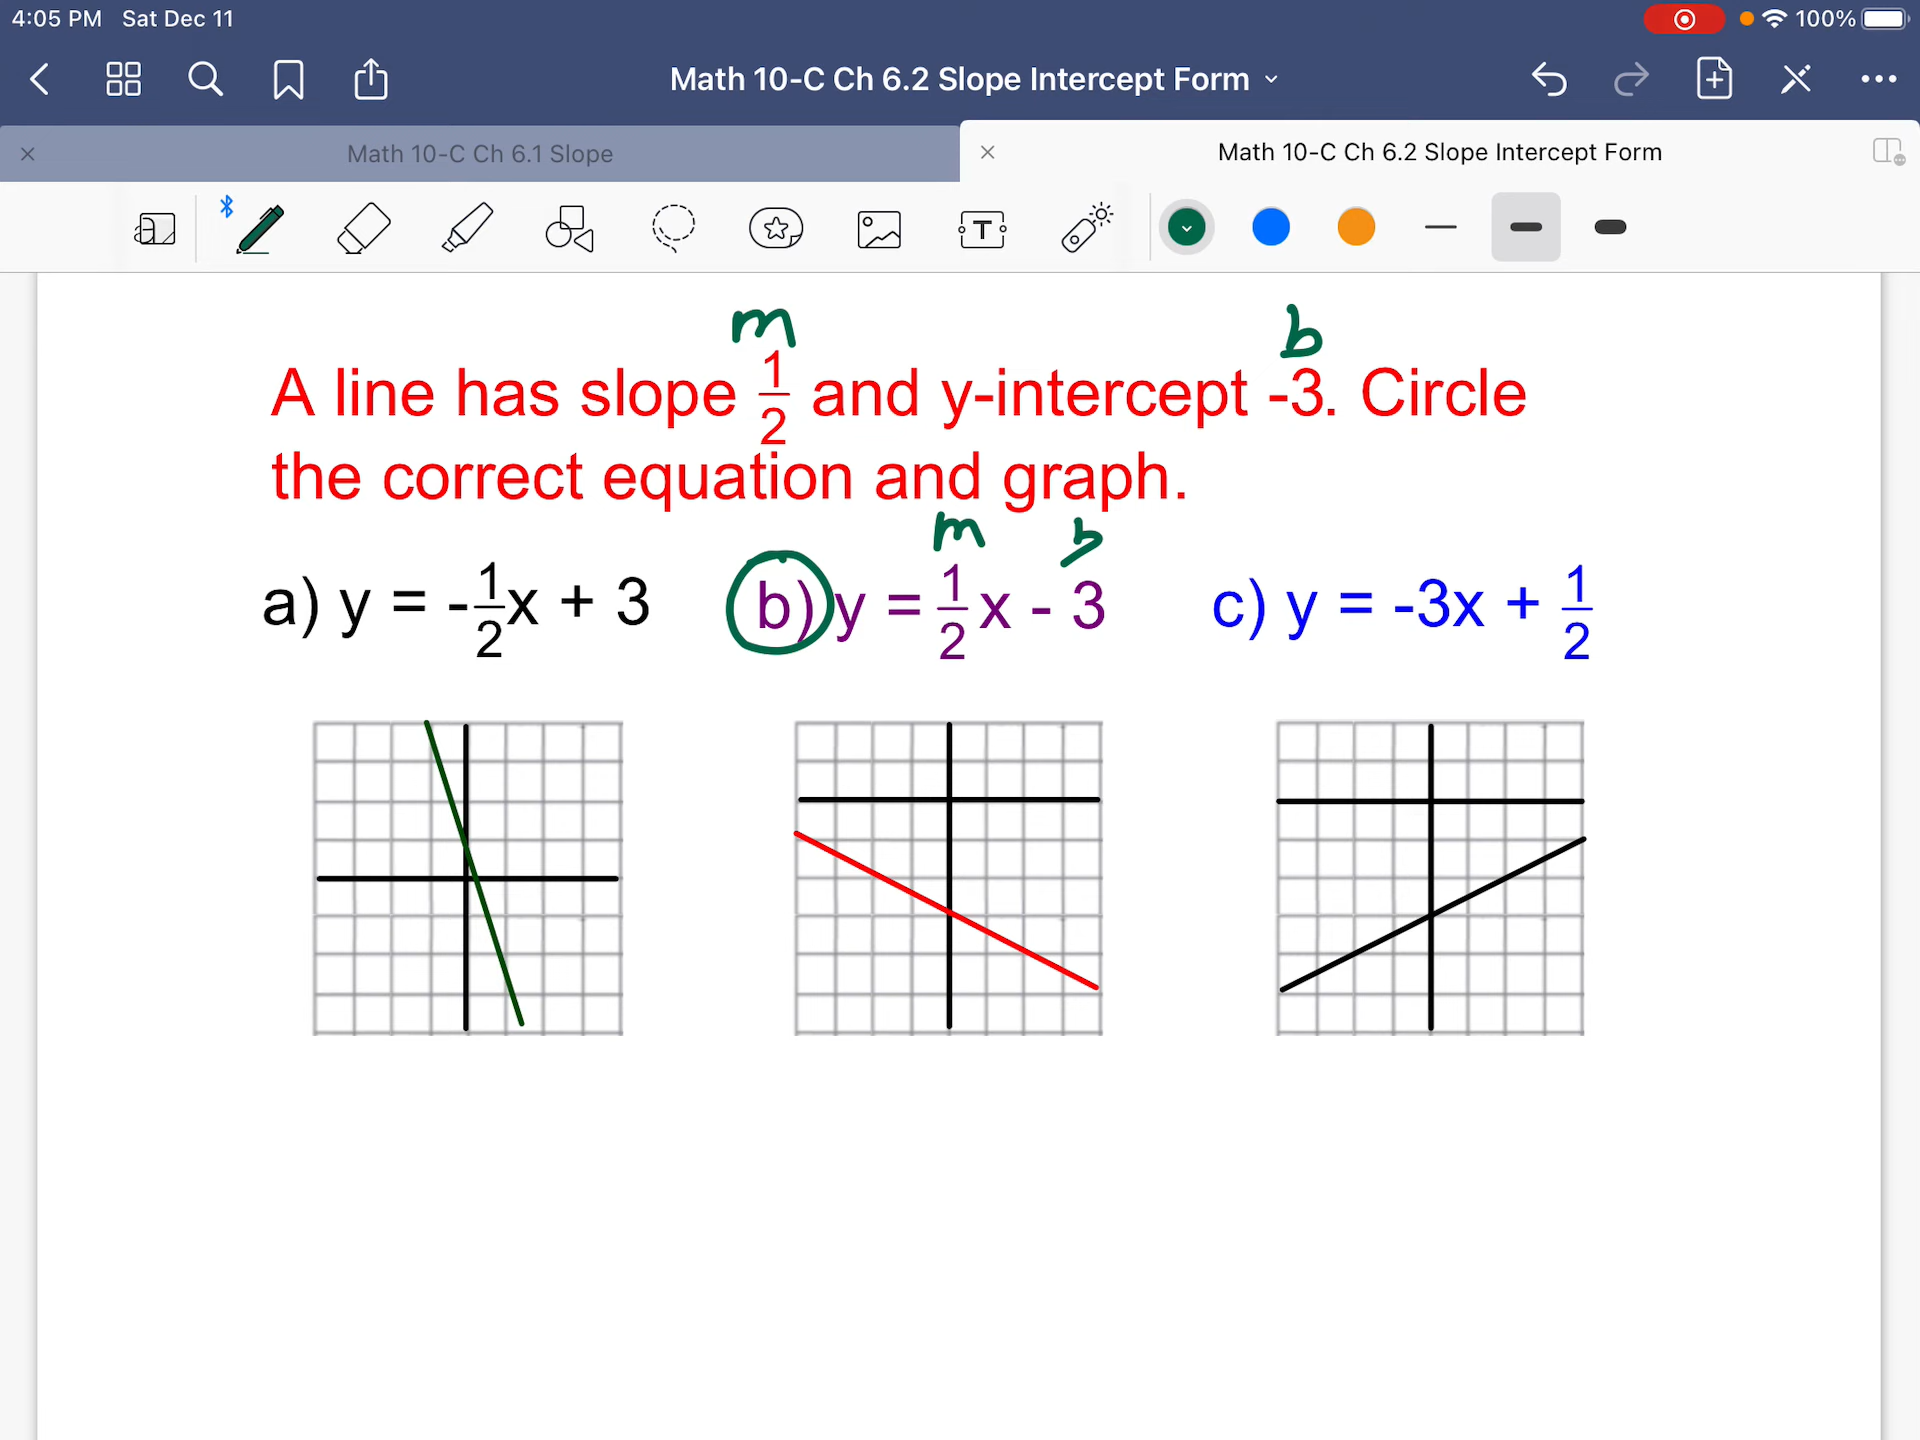 4:05 PM Sat Dec 11
100%
Math 10-C Ch 6.2 Slope Intercept Form
Math 10-C Ch 6.1 Slope
Math 10-C Ch 6.2 Slope Intercept Form
a
T
m b
A line has slope 1/2 and y-intercept -3. Circle
the correct equation and graph.
m b
a) y = -1/2x + 3 b) y = 1/2x - 3 c) y = -3x + 1/2